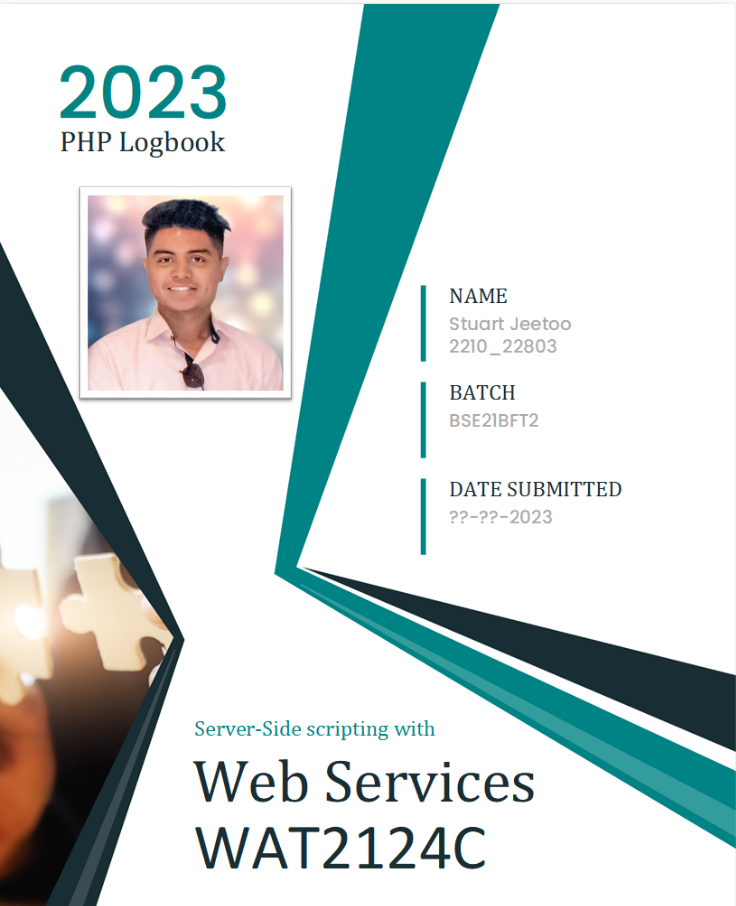 2023
PHP Logbook
NAME
Stuart Jeetoo
2210_22803
BATCH
BSE21BFT2
DATE SUBMITTED
??-??-2023
Server-Side scripting with
Web Services
WAT2124C